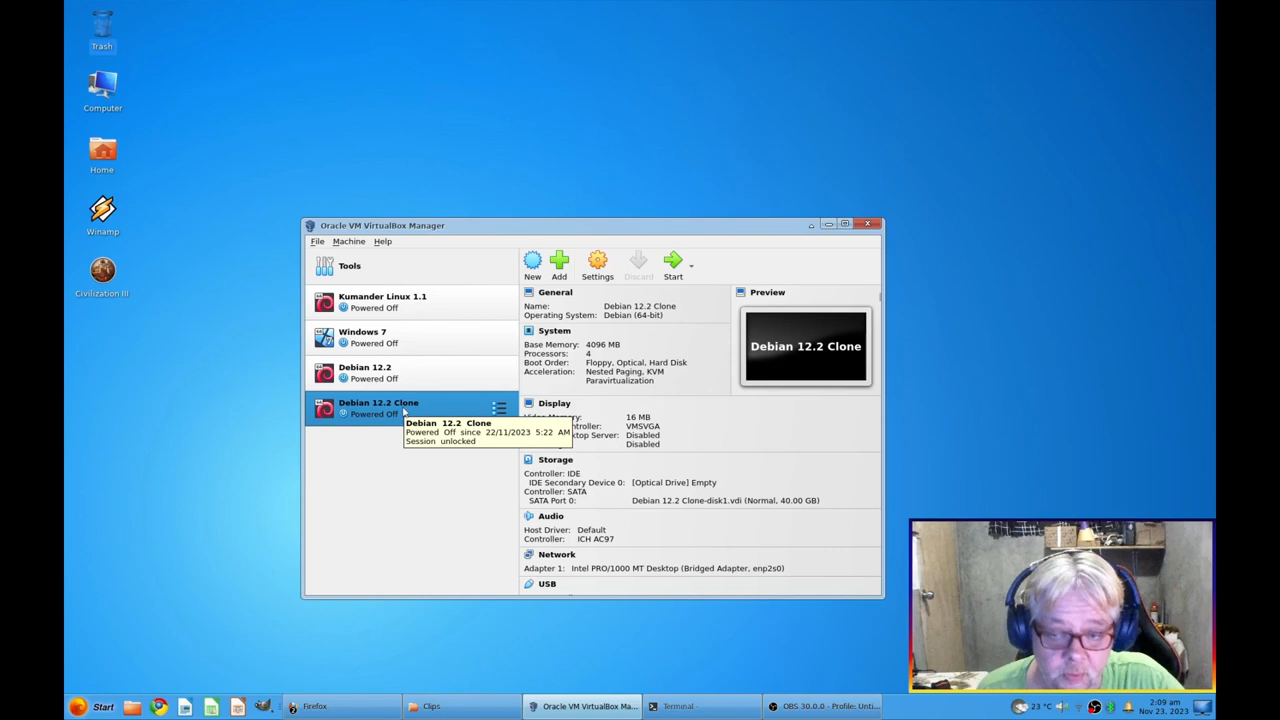 Trash
Computer
Home
Winamp
Civilization III
Oracle VM VirtualBox Manager
File Machine Help
Tools
New Add Settings Discard Start
Kumander Linux 1.1
Powered Off
Windows 7
Powered Off
Debian 12.2
Powered Off
Debian 12.2 Clone
Powered Off
Debian 12.2 Clone
Powered Off since 22/11/2023 5:22 AM
Session unlocked
General
Name: Debian 12.2 Clone
Operating System: Debian (64-bit)
System
Base Memory: 4096 MB
Processors: 4
Boot Order: Floppy, Optical, Hard Disk
Acceleration: Nested Paging, KVM
Paravirtualization
Preview
Debian 12.2 Clone
Display
16 MB
VMSVGA
Disabled
Disabled
Storage
Controller: IDE
IDE Secondary Device 0: [Optical Drive] Empty
Controller: SATA
SATA Port 0: Debian 12.2 Clone-disk1.vdi (Normal, 40.00 GB)
Audio
Host Driver: Default
Controller: ICH AC97
Network
Adapter 1: Intel PRO/1000 MT Desktop (Bridged Adapter, enp2s0)
USB
Start Firefox Clips Oracle VM VirtualBox Ma... Terminal - OBS 30.0.0 - Profile: Unti... 23 °C 2:09 am
Nov 23, 2023